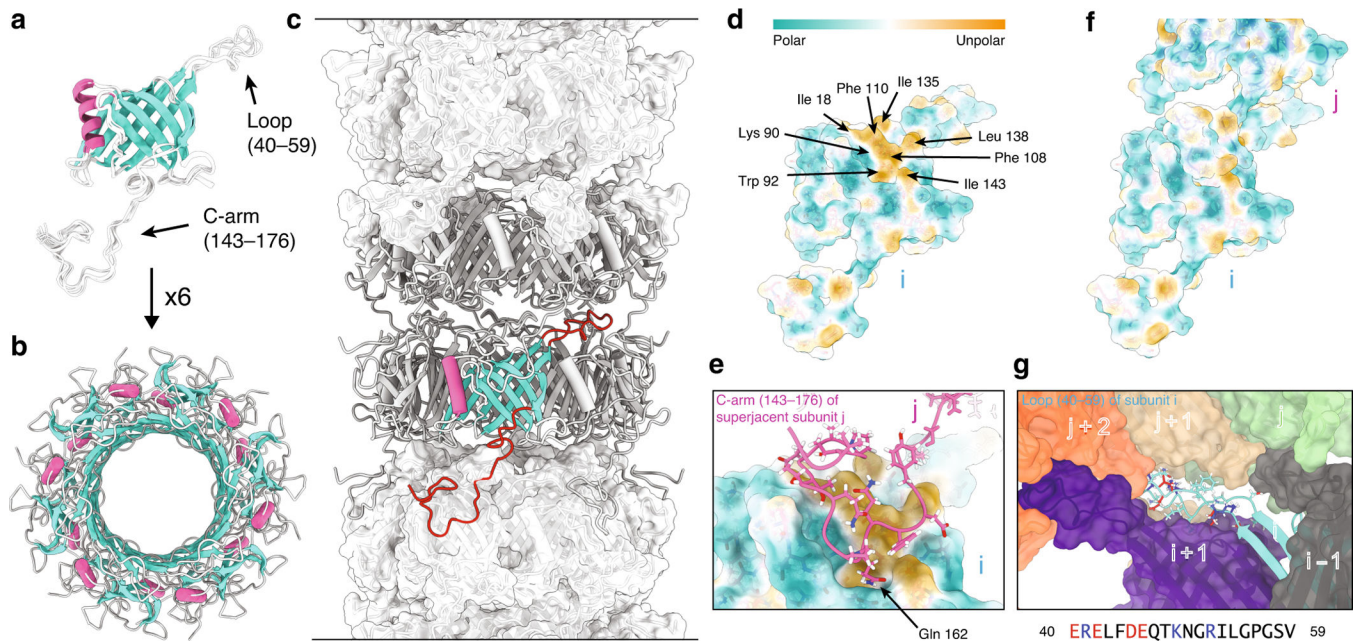 a
Loop
(40–59)
C-arm
(143–176)
x6
b
c
d
Polar
Unpolar
Ile 135
Phe 110
Ile 18
Lys 90
Leu 138
Phe 108
Trp 92
Ile 143
i
e
C-arm (143–176) of
superjacent subunit j
j
i
Gln 162
f
j
i
g
Loop (40–59) of subunit i
j + 2
j + 1
j
i + 1
i – 1
40 ERELFDEQTKNGRILGPGSV 59